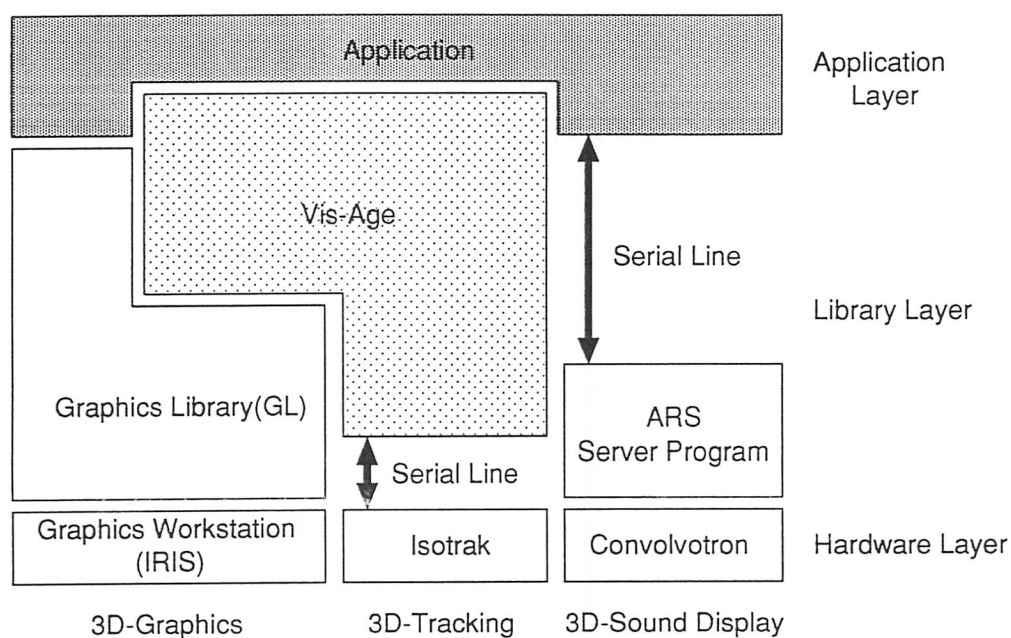 Application
Application
Layer
Vis-Age
Serial Line
Library Layer
Graphics Library(GL)
ARS
Server Program
Serial Line
Graphics Workstation
(IRIS)
Isotrak
Convolvotron
Hardware Layer
3D-Graphics
3D-Tracking
3D-Sound Display